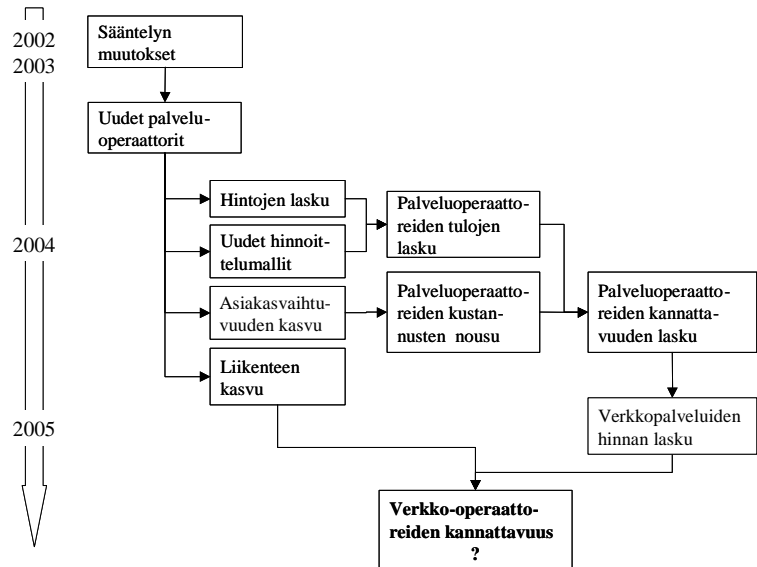 2002
2003
2004
2005
Sääntelyn
muutokset
Uudet palvelu-
operaattorit
Hintojen lasku
Uudet hinnoit-
telumallit
Asiakasvaihtu-
vuuden kasvu
Liikenteen
kasvu
Palveluoperaatto-
reiden tulojen
lasku
Palveluoperaatto-
reiden kustan-
nusten nousu
Palveluoperaatto-
reiden kannatta-
vuuden lasku
Verkkopalveluiden
hinnan lasku
Verkko-operaatto-
reiden kannattavuus
?